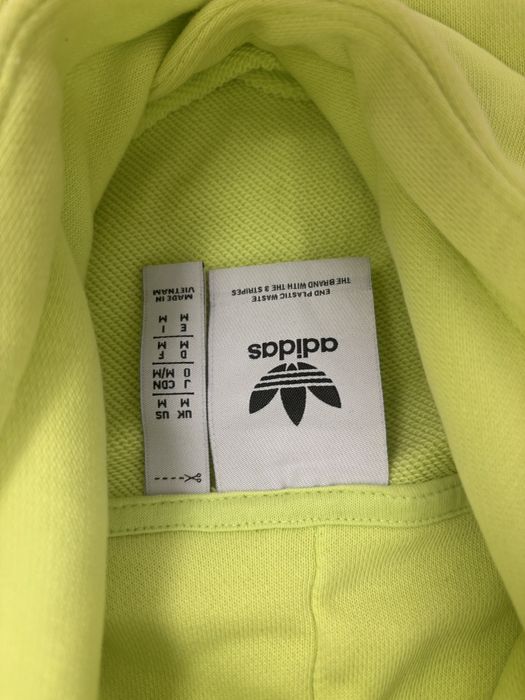 adidas
END PLASTIC WASTE
THE BRAND WITH THE 3 STRIPES
UK US
M M
J CDN
O M/M
D F
M M
E I
M M
MADE IN
VIETNAM